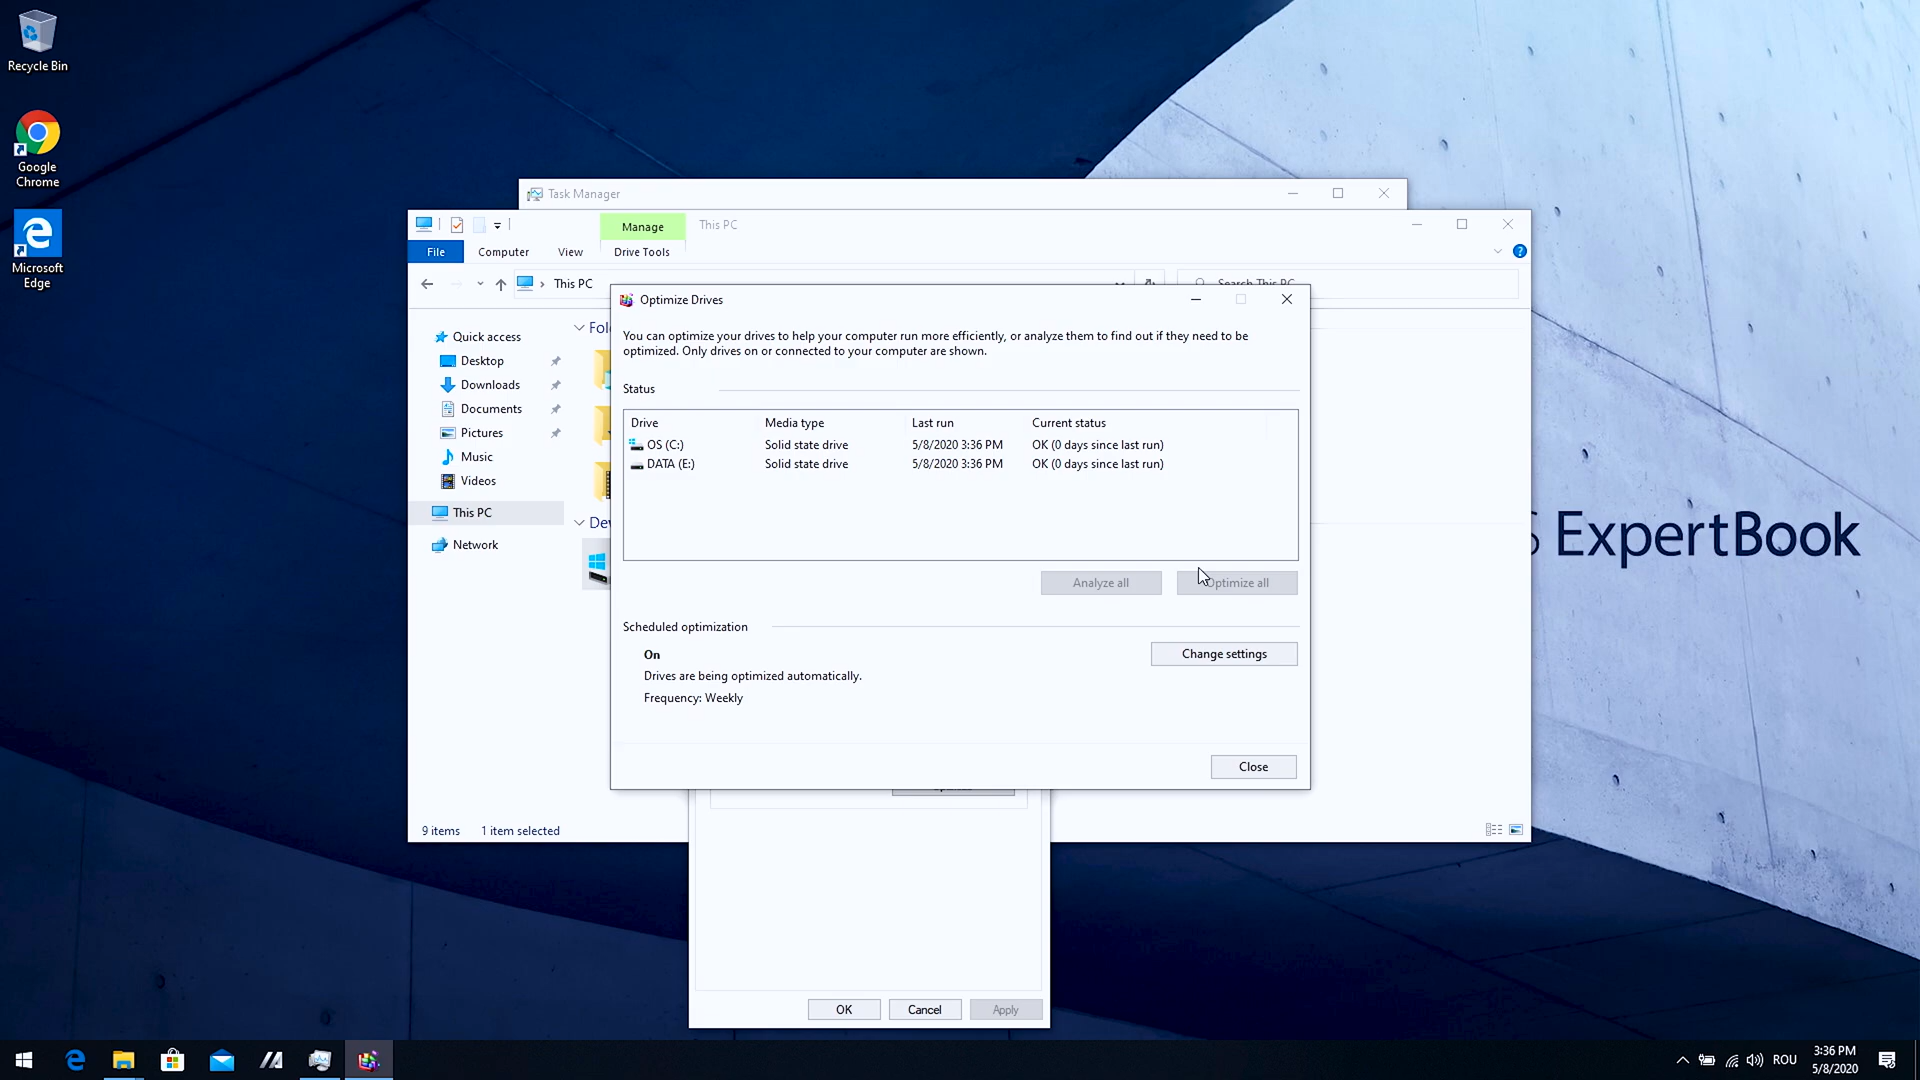 Recycle Bin
Google
Chrome
Microsoft
Edge
Task Manager
Manage
This PC
File
Computer
View
Drive Tools
This PC
Search This PC
Quick access
Desktop
Downloads
Documents
Pictures
Music
Videos
This PC
Network
9 items
1 item selected
Optimize Drives
You can optimize your drives to help your computer run more efficiently, or analyze them to find out if they need to be
optimized. Only drives on or connected to your computer are shown.
Status
Drive Media type Last run Current status
OS (C:) Solid state drive 5/8/2020 3:36 PM OK (0 days since last run)
DATA (E:) Solid state drive 5/8/2020 3:36 PM OK (0 days since last run)
Analyze all
Optimize all
Scheduled optimization
On
Change settings
Drives are being optimized automatically.
Frequency: Weekly
Close
OK
Cancel
Apply
ExpertBook
ROU
3:36 PM
5/8/2020